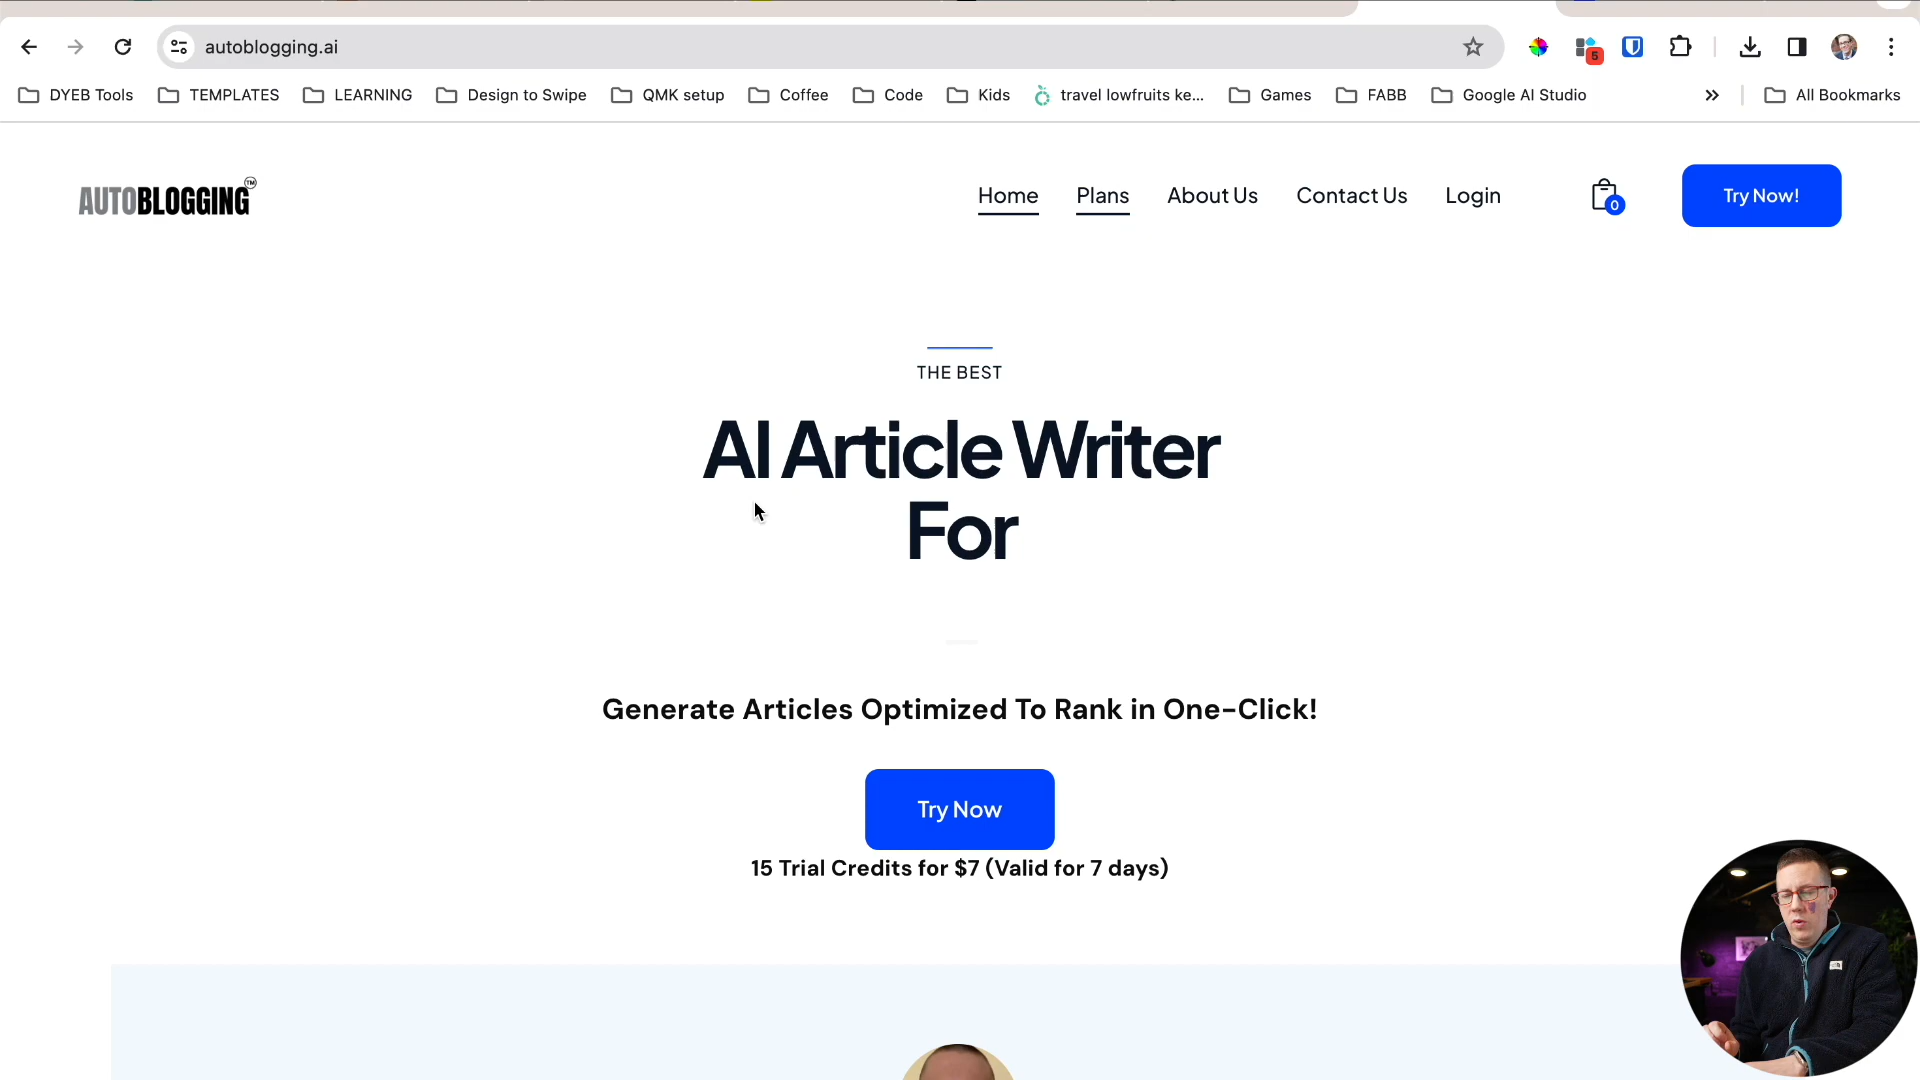 autoblogging.ai
5
DYEB Tools
TEMPLATES
LEARNING
Design to Swipe
QMK setup
Coffee
Code
Kids
travel lowfruits ke...
Games
FABB
Google AI Studio
All Bookmarks
AUTOBLOGGING TM
Home
Plans
About Us
Contact Us
Login
0
Try Now!
THE BEST
AI Article Writer
For
Generate Articles Optimized To Rank in One-Click!
Try Now
15 Trial Credits for $7 (Valid for 7 days)